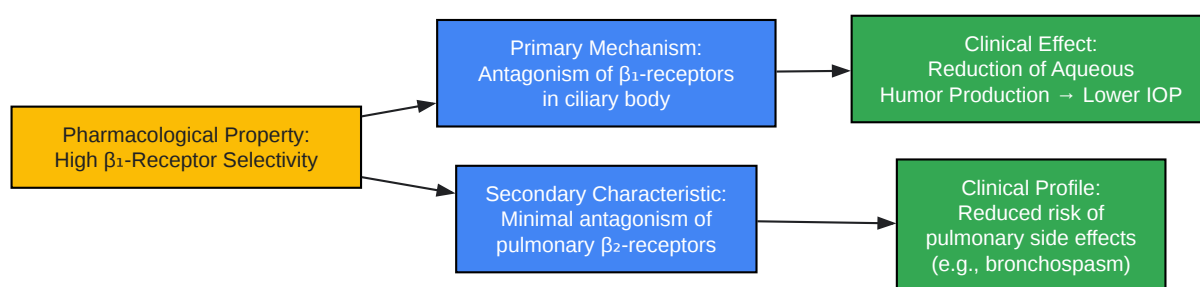 Pharmacological Property:
High β₁-Receptor Selectivity
Primary Mechanism:
Antagonism of β₁-receptors
in ciliary body
Clinical Effect:
Reduction of Aqueous
Humor Production → Lower IOP
Secondary Characteristic:
Minimal antagonism of
pulmonary β₂-receptors
Clinical Profile:
Reduced risk of
pulmonary side effects
(e.g., bronchospasm)